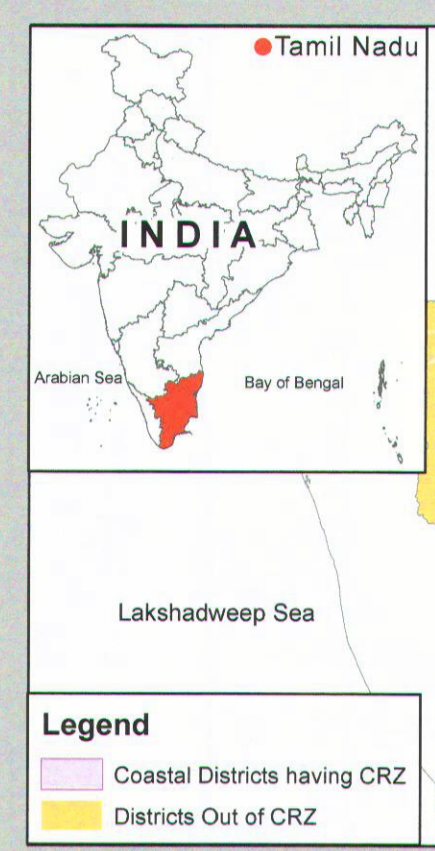 Tamil Nadu
INDIA
Arabian Sea
Bay of Bengal
Lakshadweep Sea
Legend
Coastal Districts having CRZ
Districts Out of CRZ